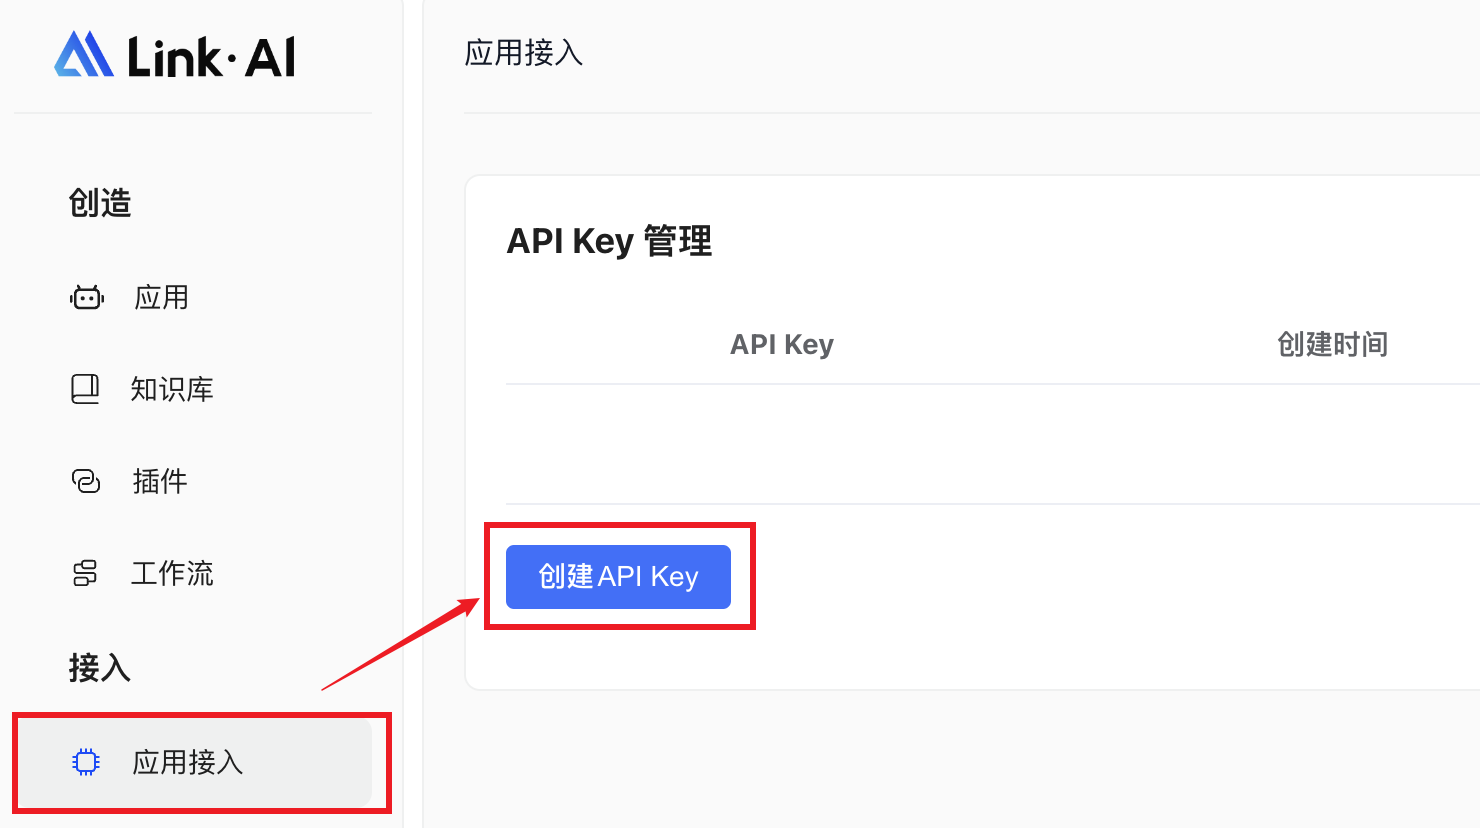 Link·AI
创造
应用
知识库
插件
工作流
接入
应用接入
应用接入
API Key 管理
API Key 创建时间
创建API Key